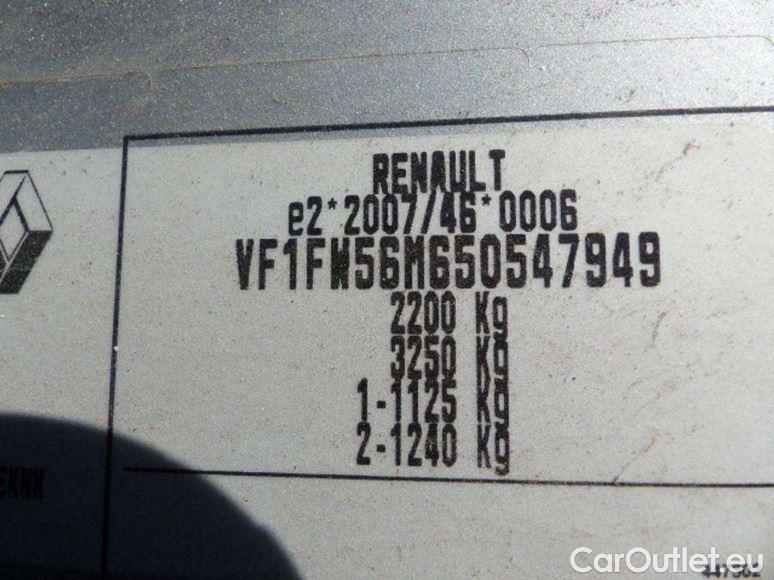 RENAULT
e2*2007/46*0006
VF1FW56M650547949
2200 Kg
3250 Kg
1-1125 Kg
2-1240 Kg
CarOutlet.eu